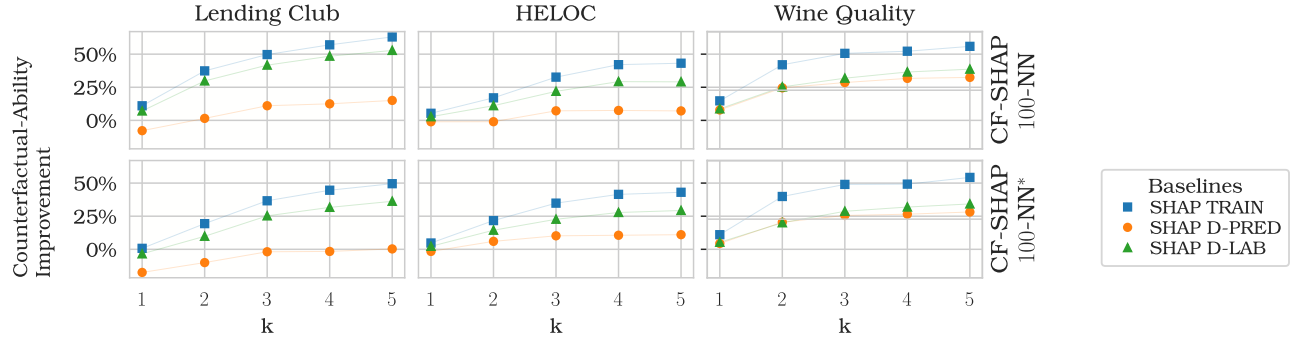 Lending Club
HELOC
Wine Quality
50%
25%
0%
CF-SHAP
100-NN
Counterfactual-Ability
Improvement
50%
25%
0%
CF-SHAP
100-NN*
1 2 3 4 5
1 2 3 4 5
1 2 3 4 5
k
k
k
Baselines
SHAP TRAIN
SHAP D-PRED
SHAP D-LAB